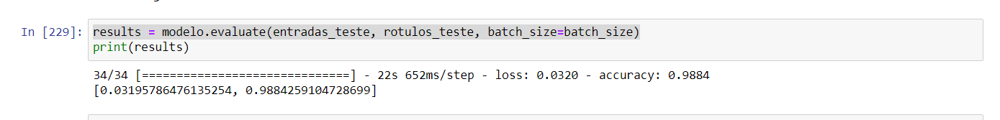 In [229]: results = modelo.evaluate(entradas_teste, rotulos_teste, batch_size=batch_size)
print(results)
34/34 [==============================] - 22s 652ms/step - loss: 0.0320 - accuracy: 0.9884
[0.03195786476135254, 0.9884259104728699]